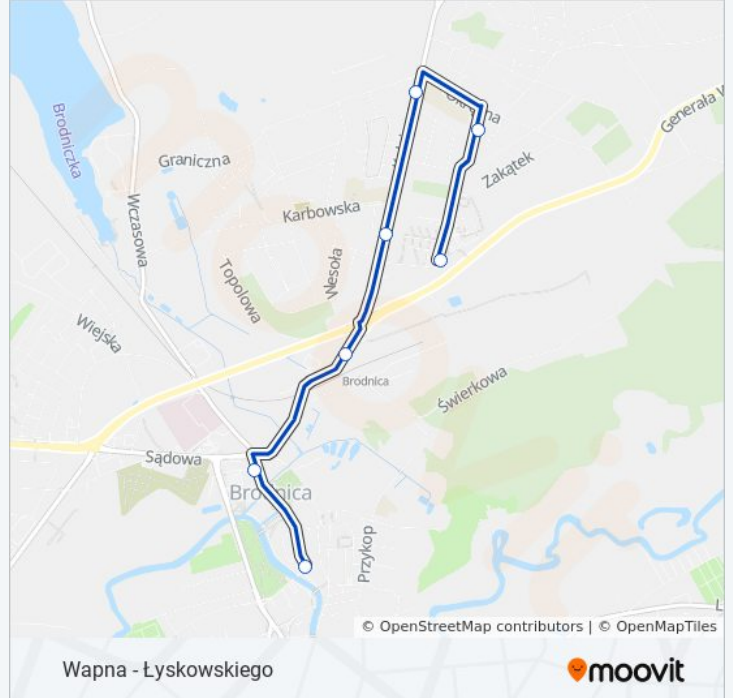 Brodniczka
Generała W
Graniczna
Zakątek
Wczasowa
Karbowska
Wesoła
Topolowa
Wiejska
Brodnica
Świerkowa
Sądowa
Brodnica
Przykop
L
© OpenStreetMap contributors | © OpenMapTiles
Wapna - Łyskowskiego
moovit